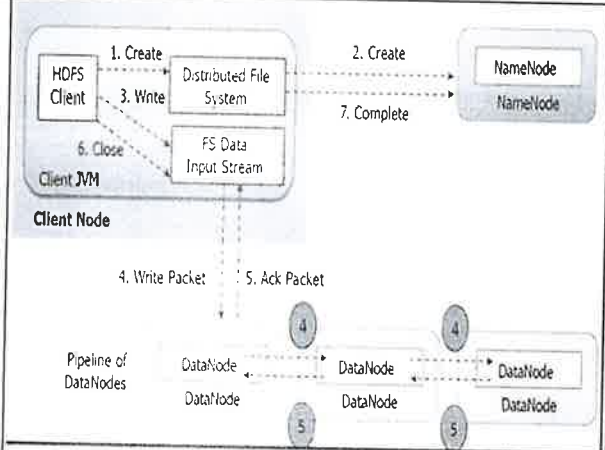 1. Create
HDFS
Client
3. Write
Distributed File
System
2. Create
7. Complete
NameNode
NameNode
6. Close
FS Data
Input Stream
Client JVM
Client Node
4. Write Packet
5. Ack Packet
4
4
Pipeline of
DataNodes
DataNode
DataNode
DataNode
DataNode
DataNode
DataNode
5
5